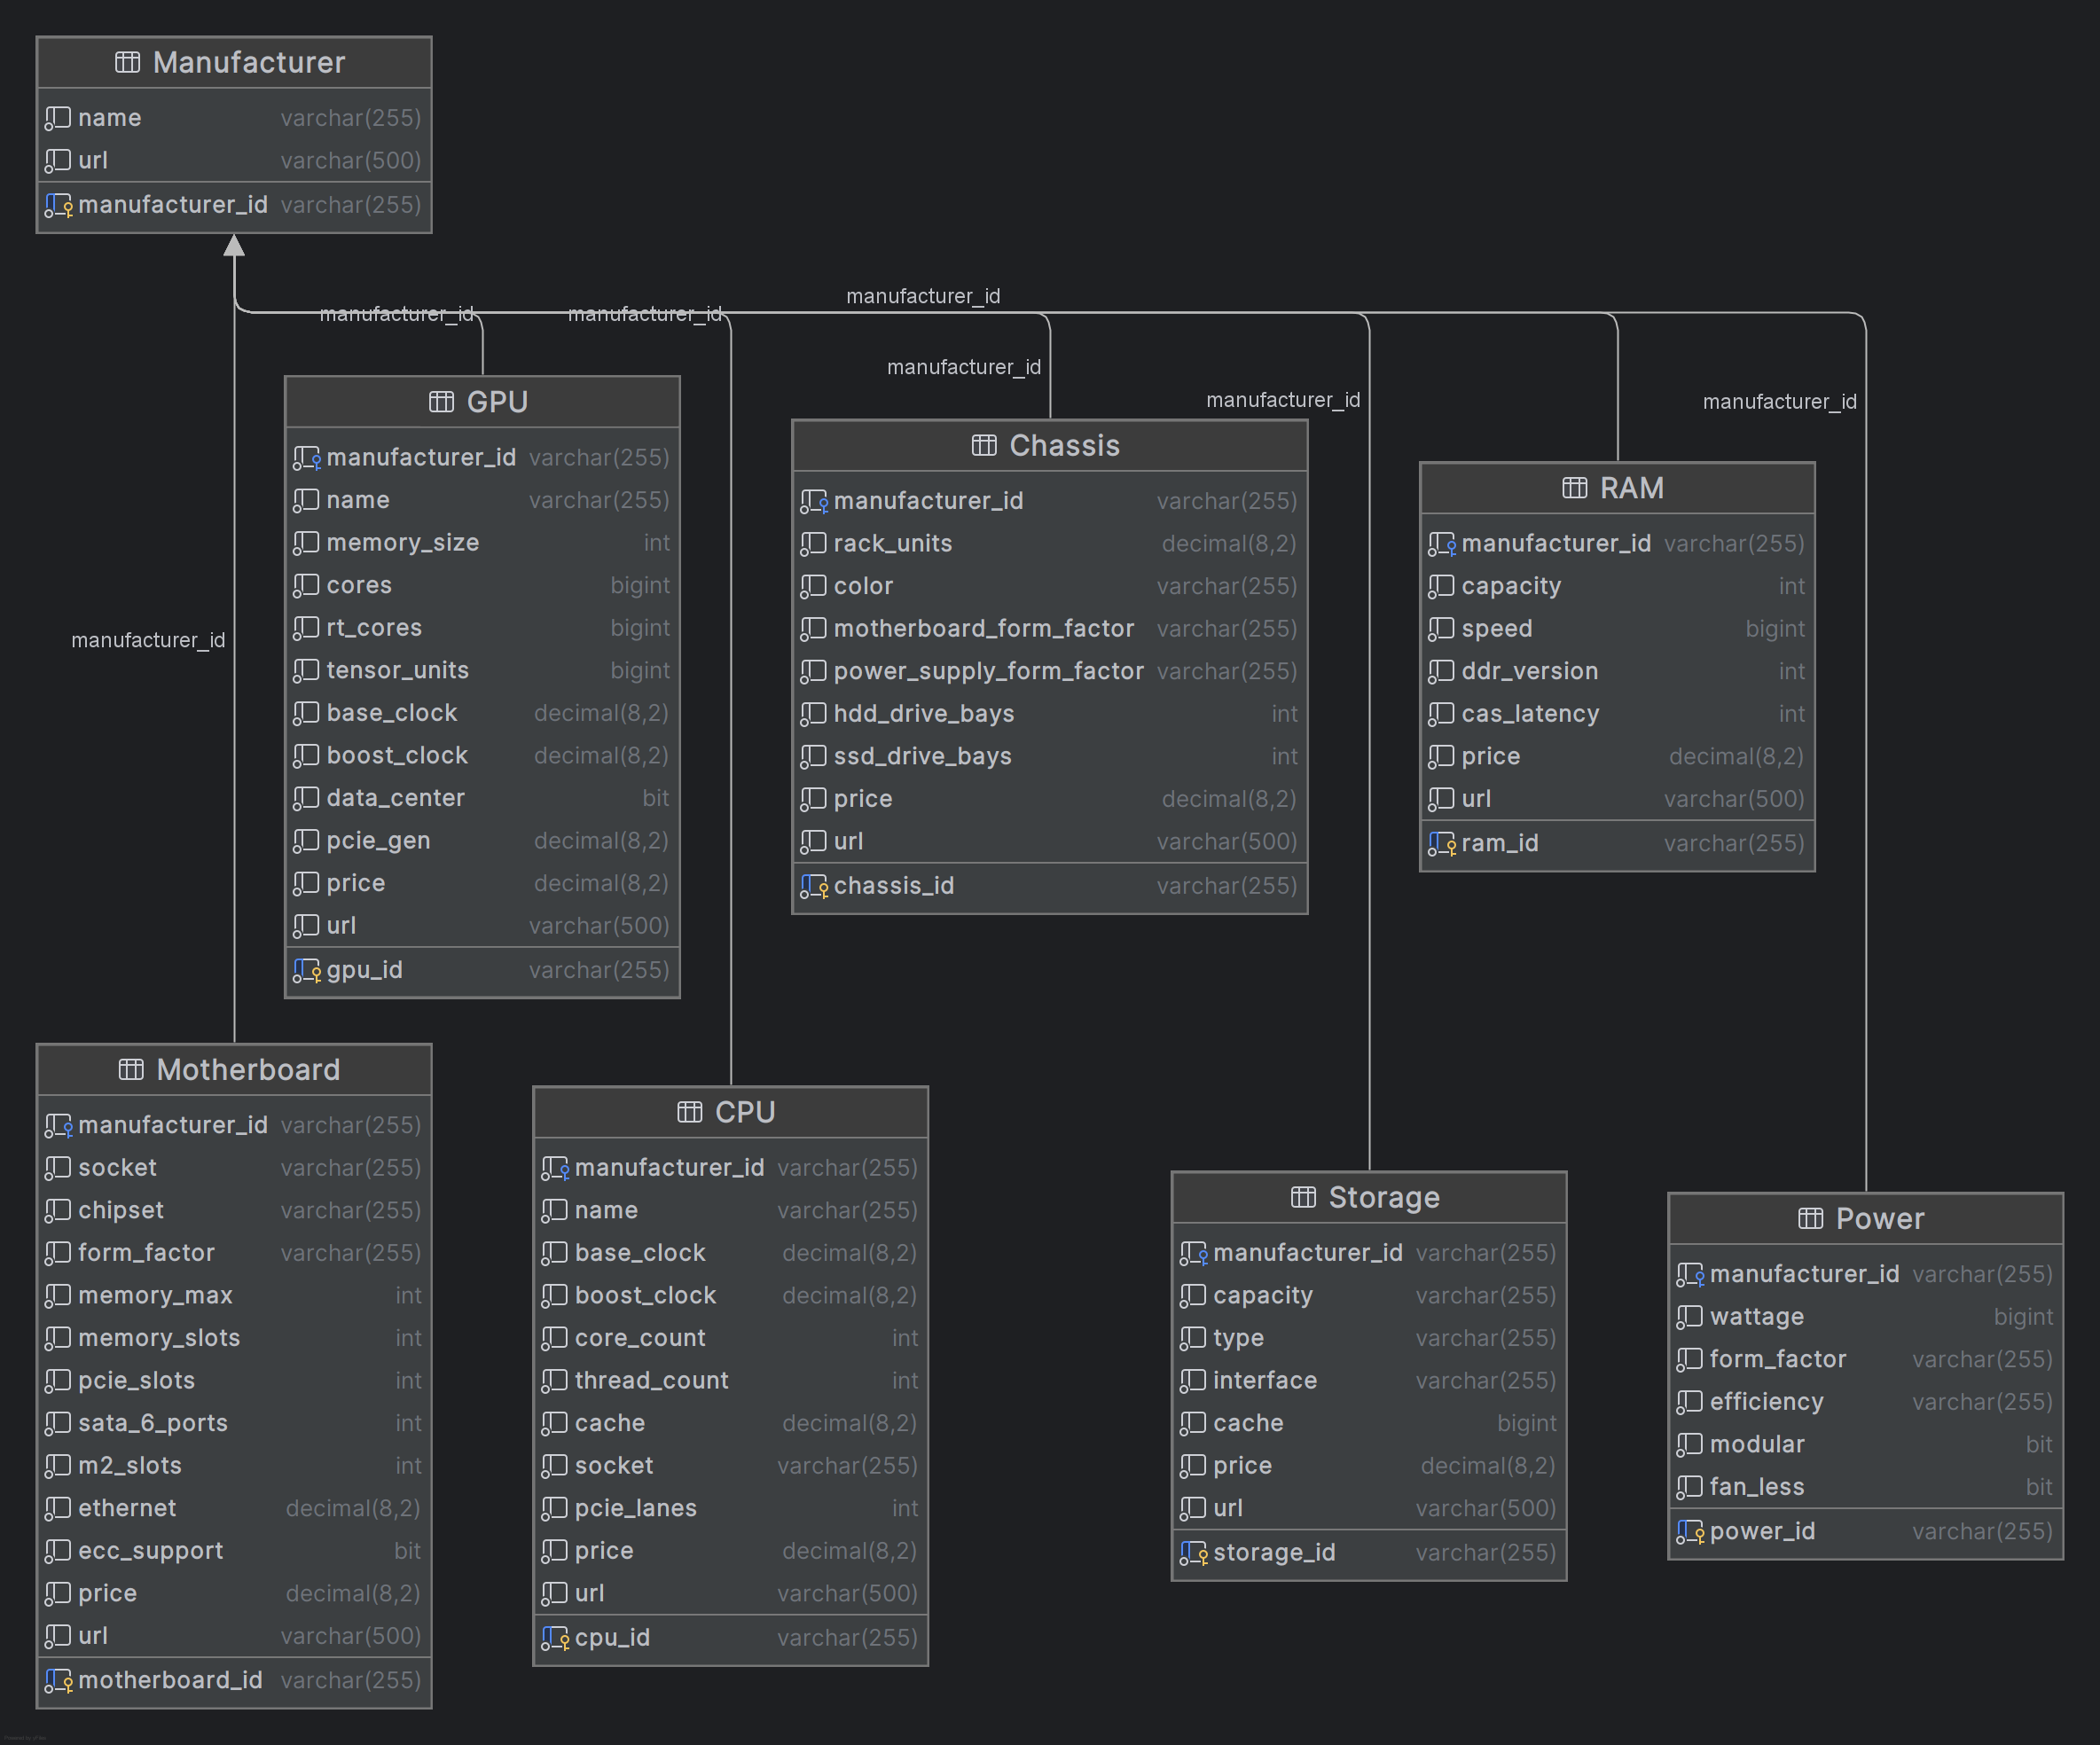 Manufacturer
name varchar(255)
url varchar(500)
manufacturer_id varchar(255)
manufacturer_id
manufacturer_id
manufacturer_id
manufacturer_id
manufacturer_id
manufacturer_id
manufacturer_id
GPU
manufacturer_id varchar(255)
name varchar(255)
memory_size int
cores bigint
rt_cores bigint
tensor_units bigint
base_clock decimal(8,2)
boost_clock decimal(8,2)
data_center bit
pcie_gen decimal(8,2)
price decimal(8,2)
url varchar(500)
gpu_id varchar(255)
Chassis
manufacturer_id varchar(255)
rack_units decimal(8,2)
color varchar(255)
motherboard_form_factor varchar(255)
power_supply_form_factor varchar(255)
hdd_drive_bays int
ssd_drive_bays int
price decimal(8,2)
url varchar(500)
chassis_id varchar(255)
RAM
manufacturer_id varchar(255)
capacity int
speed bigint
ddr_version int
cas_latency int
price decimal(8,2)
url varchar(500)
ram_id varchar(255)
Motherboard
manufacturer_id varchar(255)
socket varchar(255)
chipset varchar(255)
form_factor varchar(255)
memory_max int
memory_slots int
pcie_slots int
sata_6_ports int
m2_slots int
ethernet decimal(8,2)
ecc_support bit
price decimal(8,2)
url varchar(500)
motherboard_id varchar(255)
CPU
manufacturer_id varchar(255)
name varchar(255)
base_clock decimal(8,2)
boost_clock decimal(8,2)
core_count int
thread_count int
cache decimal(8,2)
socket varchar(255)
pcie_lanes int
price decimal(8,2)
url varchar(500)
cpu_id varchar(255)
Storage
manufacturer_id varchar(255)
capacity varchar(255)
type varchar(255)
interface varchar(255)
cache bigint
price decimal(8,2)
url varchar(500)
storage_id varchar(255)
Power
manufacturer_id varchar(255)
wattage bigint
form_factor varchar(255)
efficiency varchar(255)
modular bit
fan_less bit
power_id varchar(255)